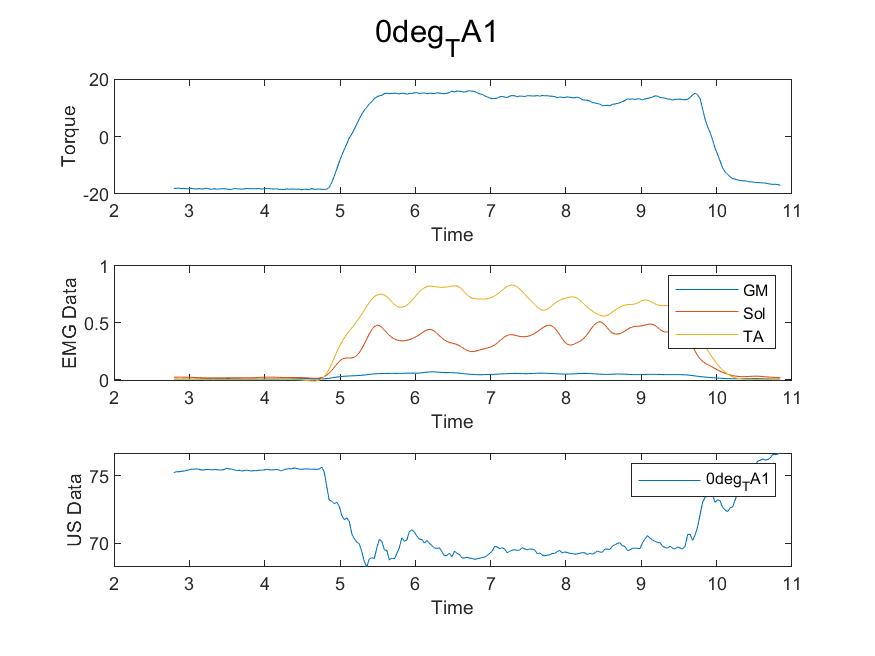 0deg_TA1
20
0
-20
Torque
2 3 4 5 6 7 8 9 10 11
Time
1
0.5
0
EMG Data
GM
Sol
TA
2 3 4 5 6 7 8 9 10 11
Time
75
70
US Data
0deg_TA1
2 3 4 5 6 7 8 9 10 11
Time